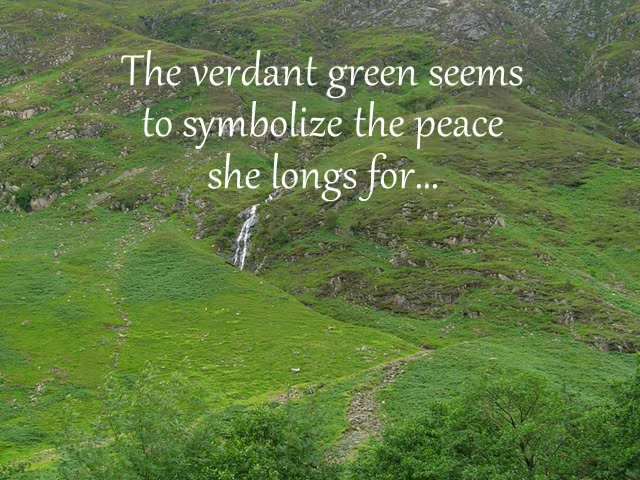 The verdant green seems
to symbolize the peace
she longs for...